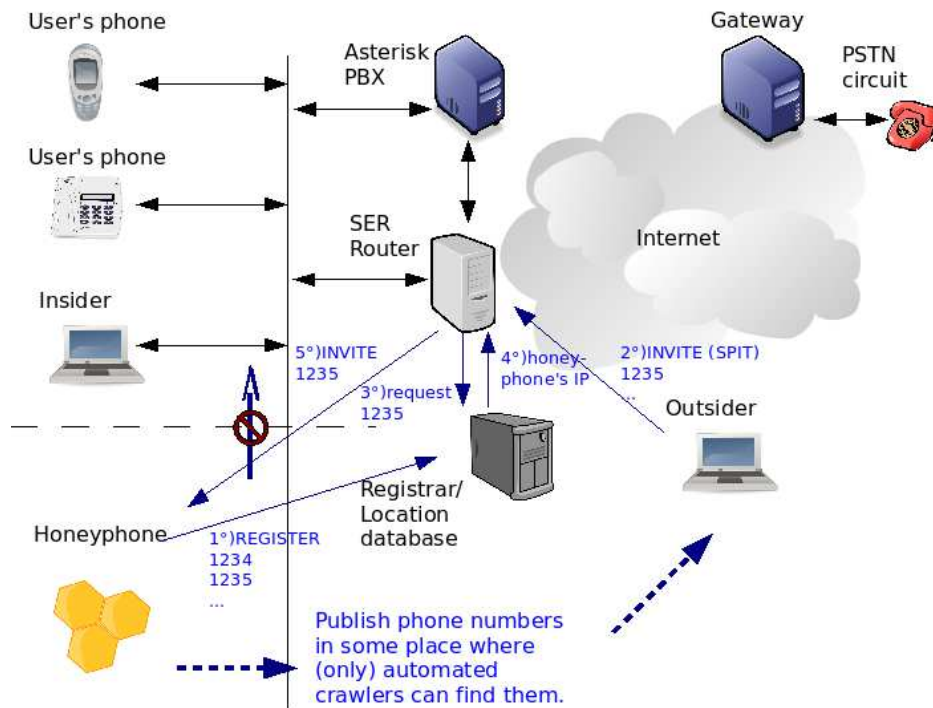 User's phone
Asterisk
PBX
Gateway
PSTN
circuit
User's phone
SER
Router
Internet
Insider
5°)INVITE
1235
3°)request
1235
4°)honey-
phone's IP
2°)INVITE (SPIT)
1235
...
Outsider
Registrar/
Location
database
Honeyphone
1°)REGISTER
1234
1235
...
Publish phone numbers
in some place where
(only) automated
crawlers can find them.